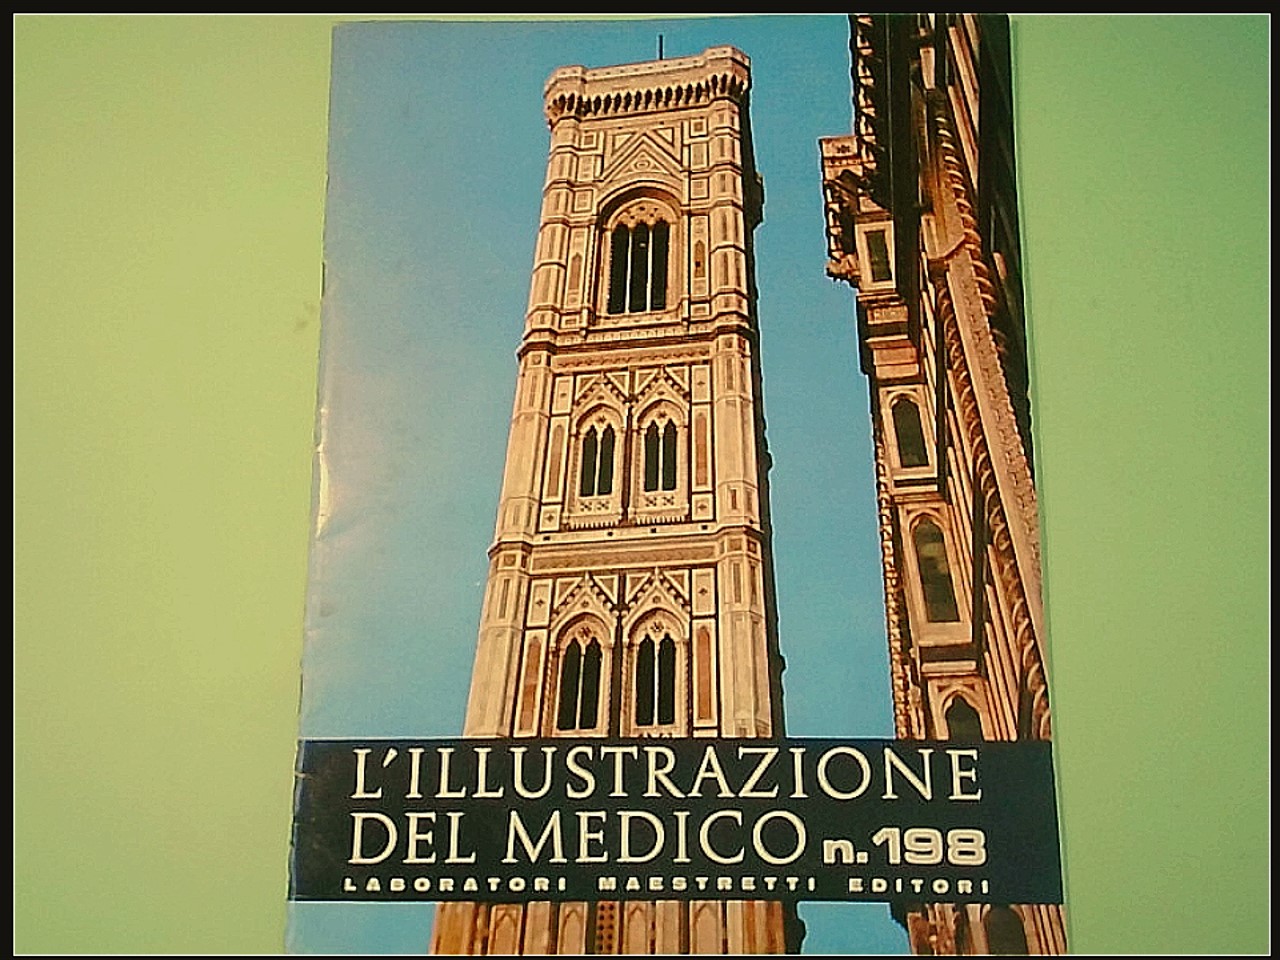 L'ILLUSTRAZIONE
DEL MEDICO n.198
LABORATORI MAESTRETTI EDITORI